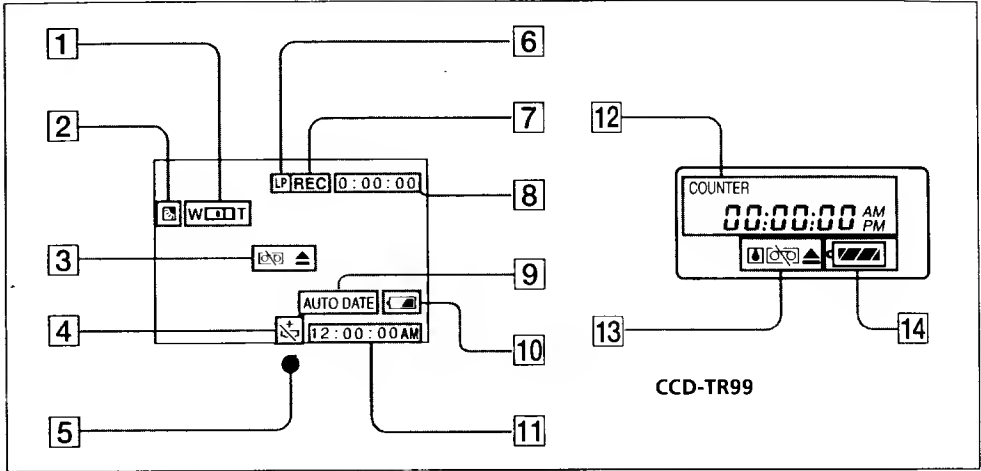 1
6
2
7
12
8
LP REC 0:00:00
COUNTER
00:00:00 AM
PM
W T
3
9
AUTO DATE
4
12:00:00AM
10
13
14
CCD-TR99
5
11